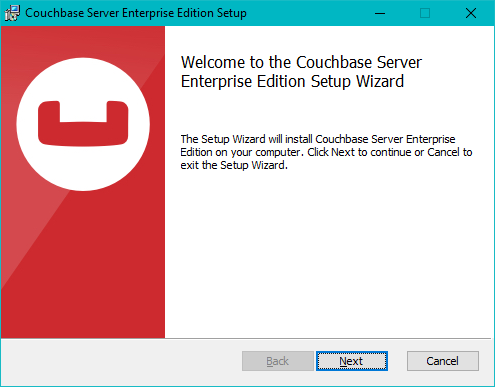 Couchbase Server Enterprise Edition Setup
Welcome to the Couchbase Server
Enterprise Edition Setup Wizard
The Setup Wizard will install Couchbase Server Enterprise
Edition on your computer. Click Next to continue or Cancel to
exit the Setup Wizard.
Back Next Cancel